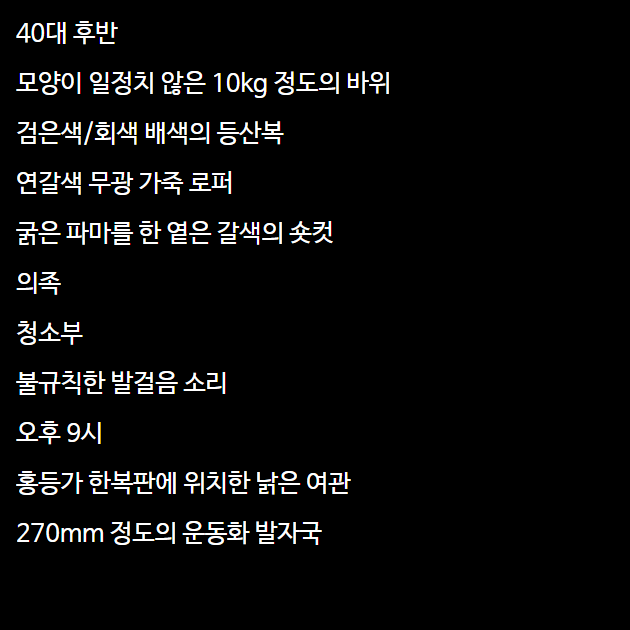 40대 후반
모양이 일정치 않은 10kg 정도의 바위
검은색/회색 배색의 등산복
연갈색 무광 가죽 로퍼
굵은 파마를 한 옅은 갈색의 숏컷
의족
청소부
불규칙한 발걸음 소리
오후 9시
홍등가 한복판에 위치한 낡은 여관
270mm 정도의 운동화 발자국